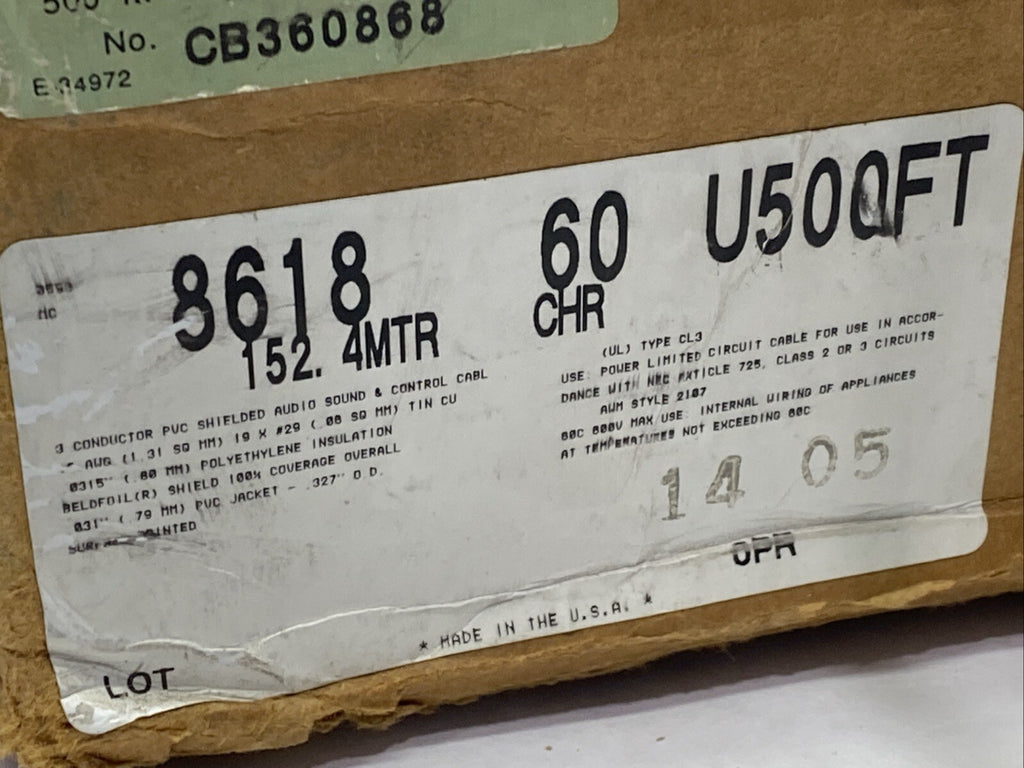 No. CB360868
E-34972
8618 60 U500FT
152. 4MTR CHR
3 CONDUCTOR PVC SHIELDED AUDIO SOUND & CONTROL CABL
AWG (1.31 SQ MM) 19 X #29 (.06 SQ MM) TIN CU
.0315" (.80 MM) POLYETHYLENE INSULATION
BELDFOIL(R) SHIELD 100% COVERAGE OVERALL
.031" (.79 MM) PVC JACKET - .327" O.D.
(UL) TYPE CL3
USE: POWER LIMITED CIRCUIT CABLE FOR USE IN ACCOR-
DANCE WITH NEC ARTICLE 725, CLASS 2 OR 3 CIRCUITS
AWM STYLE 2107
60C 600V MAX/USE: INTERNAL WIRING OF APPLIANCES
AT TEMPERATURES NOT EXCEEDING 60C
14 05
OPR
* MADE IN THE U.S.A. *
LOT